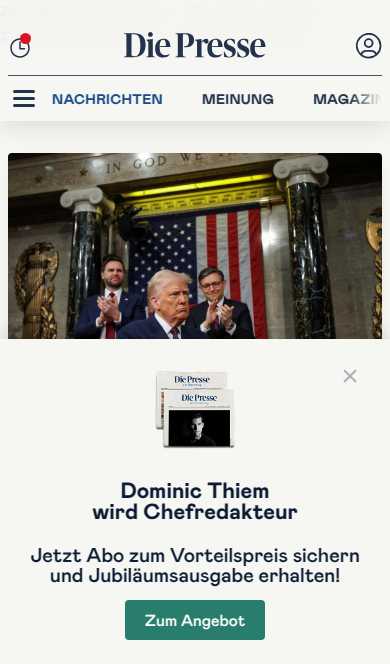 Die Presse
NACHRICHTEN MEINUNG MAGAZIN
IN GOD WE
Die Presse
Die Presse
Dominic Thiem
wird Chefredakteur
Jetzt Abo zum Vorteilspreis sichern
und Jubiläumsausgabe erhalten!
Zum Angebot